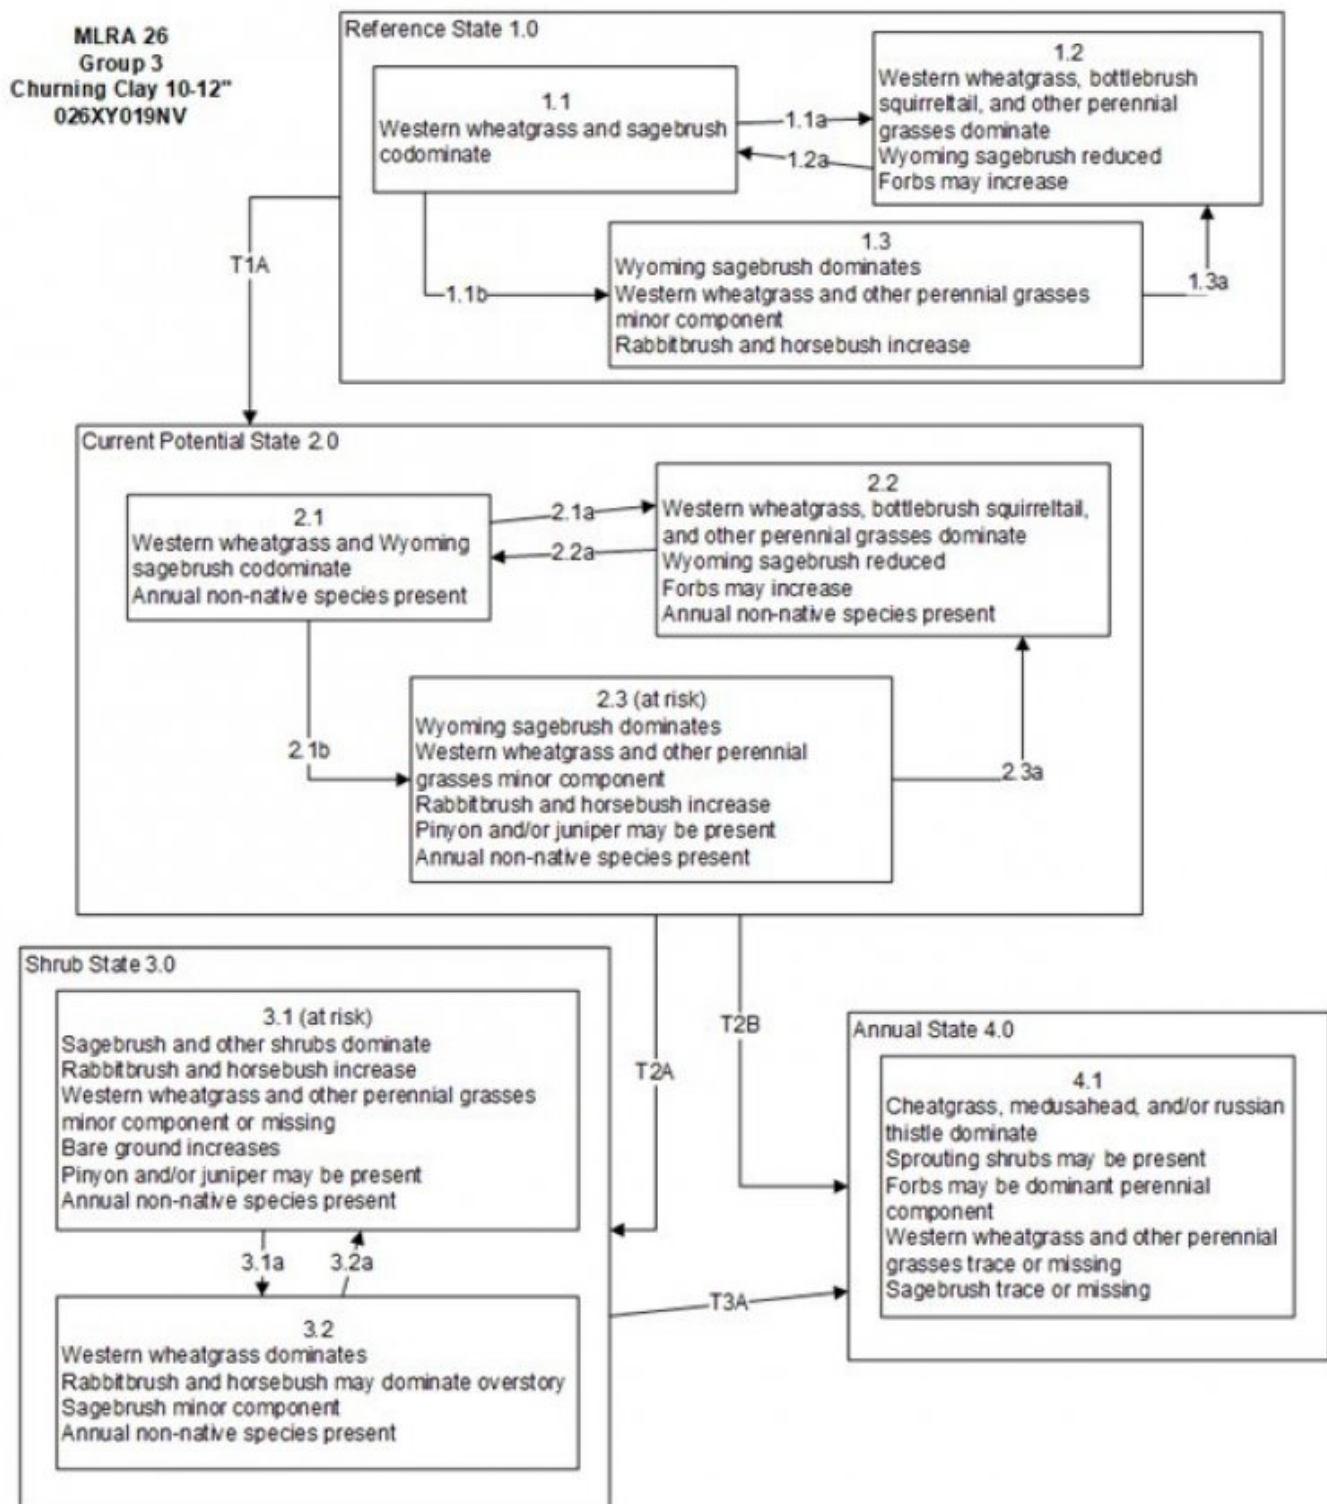 MLRA 26
Group 3
Churning Clay 10-12"
026XY019NV
Reference State 1.0
1.1
Western wheatgrass and sagebrush
codominate
1.1a
1.2a
1.2
Western wheatgrass, bottlebrush
squirreltail, and other perennial
grasses dominate
Wyoming sagebrush reduced
Forbs may increase
T1A
1.1b
1.3
Wyoming sagebrush dominates
Western wheatgrass and other perennial grasses
minor component
Rabbitbrush and horsebush increase
1.3a
Current Potential State 2.0
2.1
Western wheatgrass and Wyoming
sagebrush codominate
Annual non-native species present
2.1a
2.2a
2.2
Western wheatgrass, bottlebrush squirreltail,
and other perennial grasses dominate
Wyoming sagebrush reduced
Forbs may increase
Annual non-native species present
2.1b
2.3 (at risk)
Wyoming sagebrush dominates
Western wheatgrass and other perennial
grasses minor component
Rabbitbrush and horsebush increase
Pinyon and/or juniper may be present
Annual non-native species present
2.3a
Shrub State 3.0
3.1 (at risk)
Sagebrush and other shrubs dominate
Rabbitbrush and horsebush increase
Western wheatgrass and other perennial grasses
minor component or missing
Bare ground increases
Pinyon and/or juniper may be present
Annual non-native species present
3.1a
3.2a
3.2
Western wheatgrass dominates
Rabbitbrush and horsebush may dominate overstory
Sagebrush minor component
Annual non-native species present
T2A
T2B
T3A
Annual State 4.0
4.1
Cheatgrass, medusahead, and/or russian
thistle dominate
Sprouting shrubs may be present
Forbs may be dominant perennial
component
Western wheatgrass and other perennial
grasses trace or missing
Sagebrush trace or missing